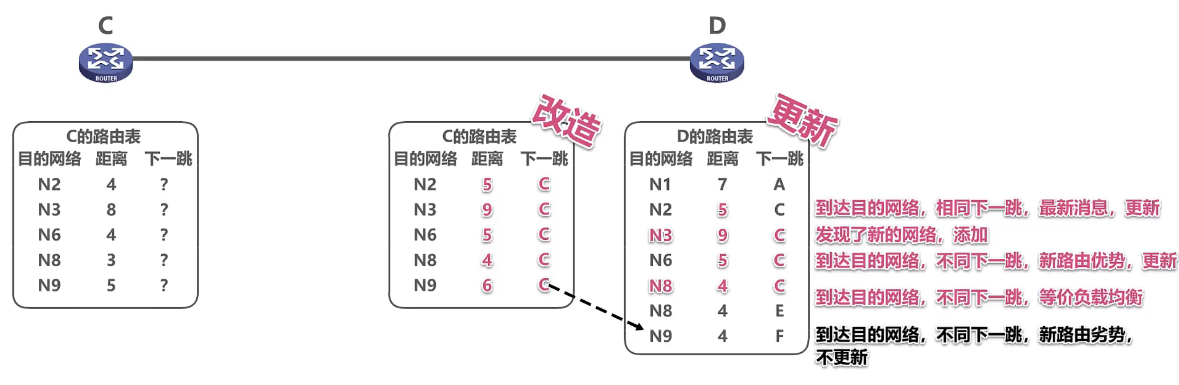 C
D
ROUTER
ROUTER
C的路由表
目的网络 距离 下一跳
N2 4 ?
N3 8 ?
N6 4 ?
N8 3 ?
N9 5 ?
改造
C的路由表
目的网络 距离 下一跳
N2 5 C
N3 9 C
N6 5 C
N8 4 C
N9 6 C
更新
D的路由表
目的网络 距离 下一跳
N1 7 A
N2 5 C
N3 9 C
N6 5 C
N8 4 C
N8 4 E
N9 4 F
到达目的网络，相同下一跳，最新消息，更新
发现了新的网络，添加
到达目的网络，不同下一跳，新路由优势，更新
到达目的网络，不同下一跳，等价负载均衡
到达目的网络，不同下一跳，新路由劣势，
不更新